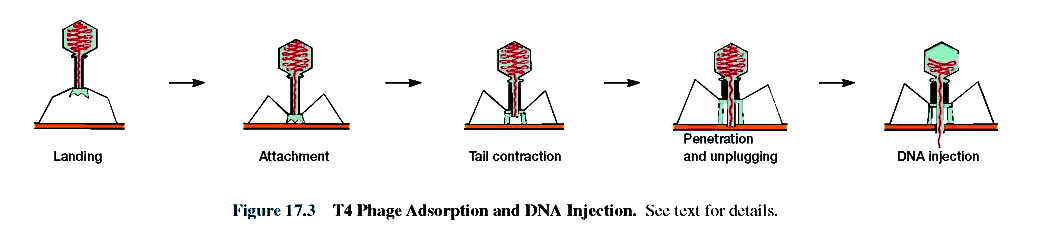 Landing
Attachment
Tail contraction
Penetration
and unplugging
DNA injection
Figure 17.3 T4 Phage Adsorption and DNA Injection. See text for details.